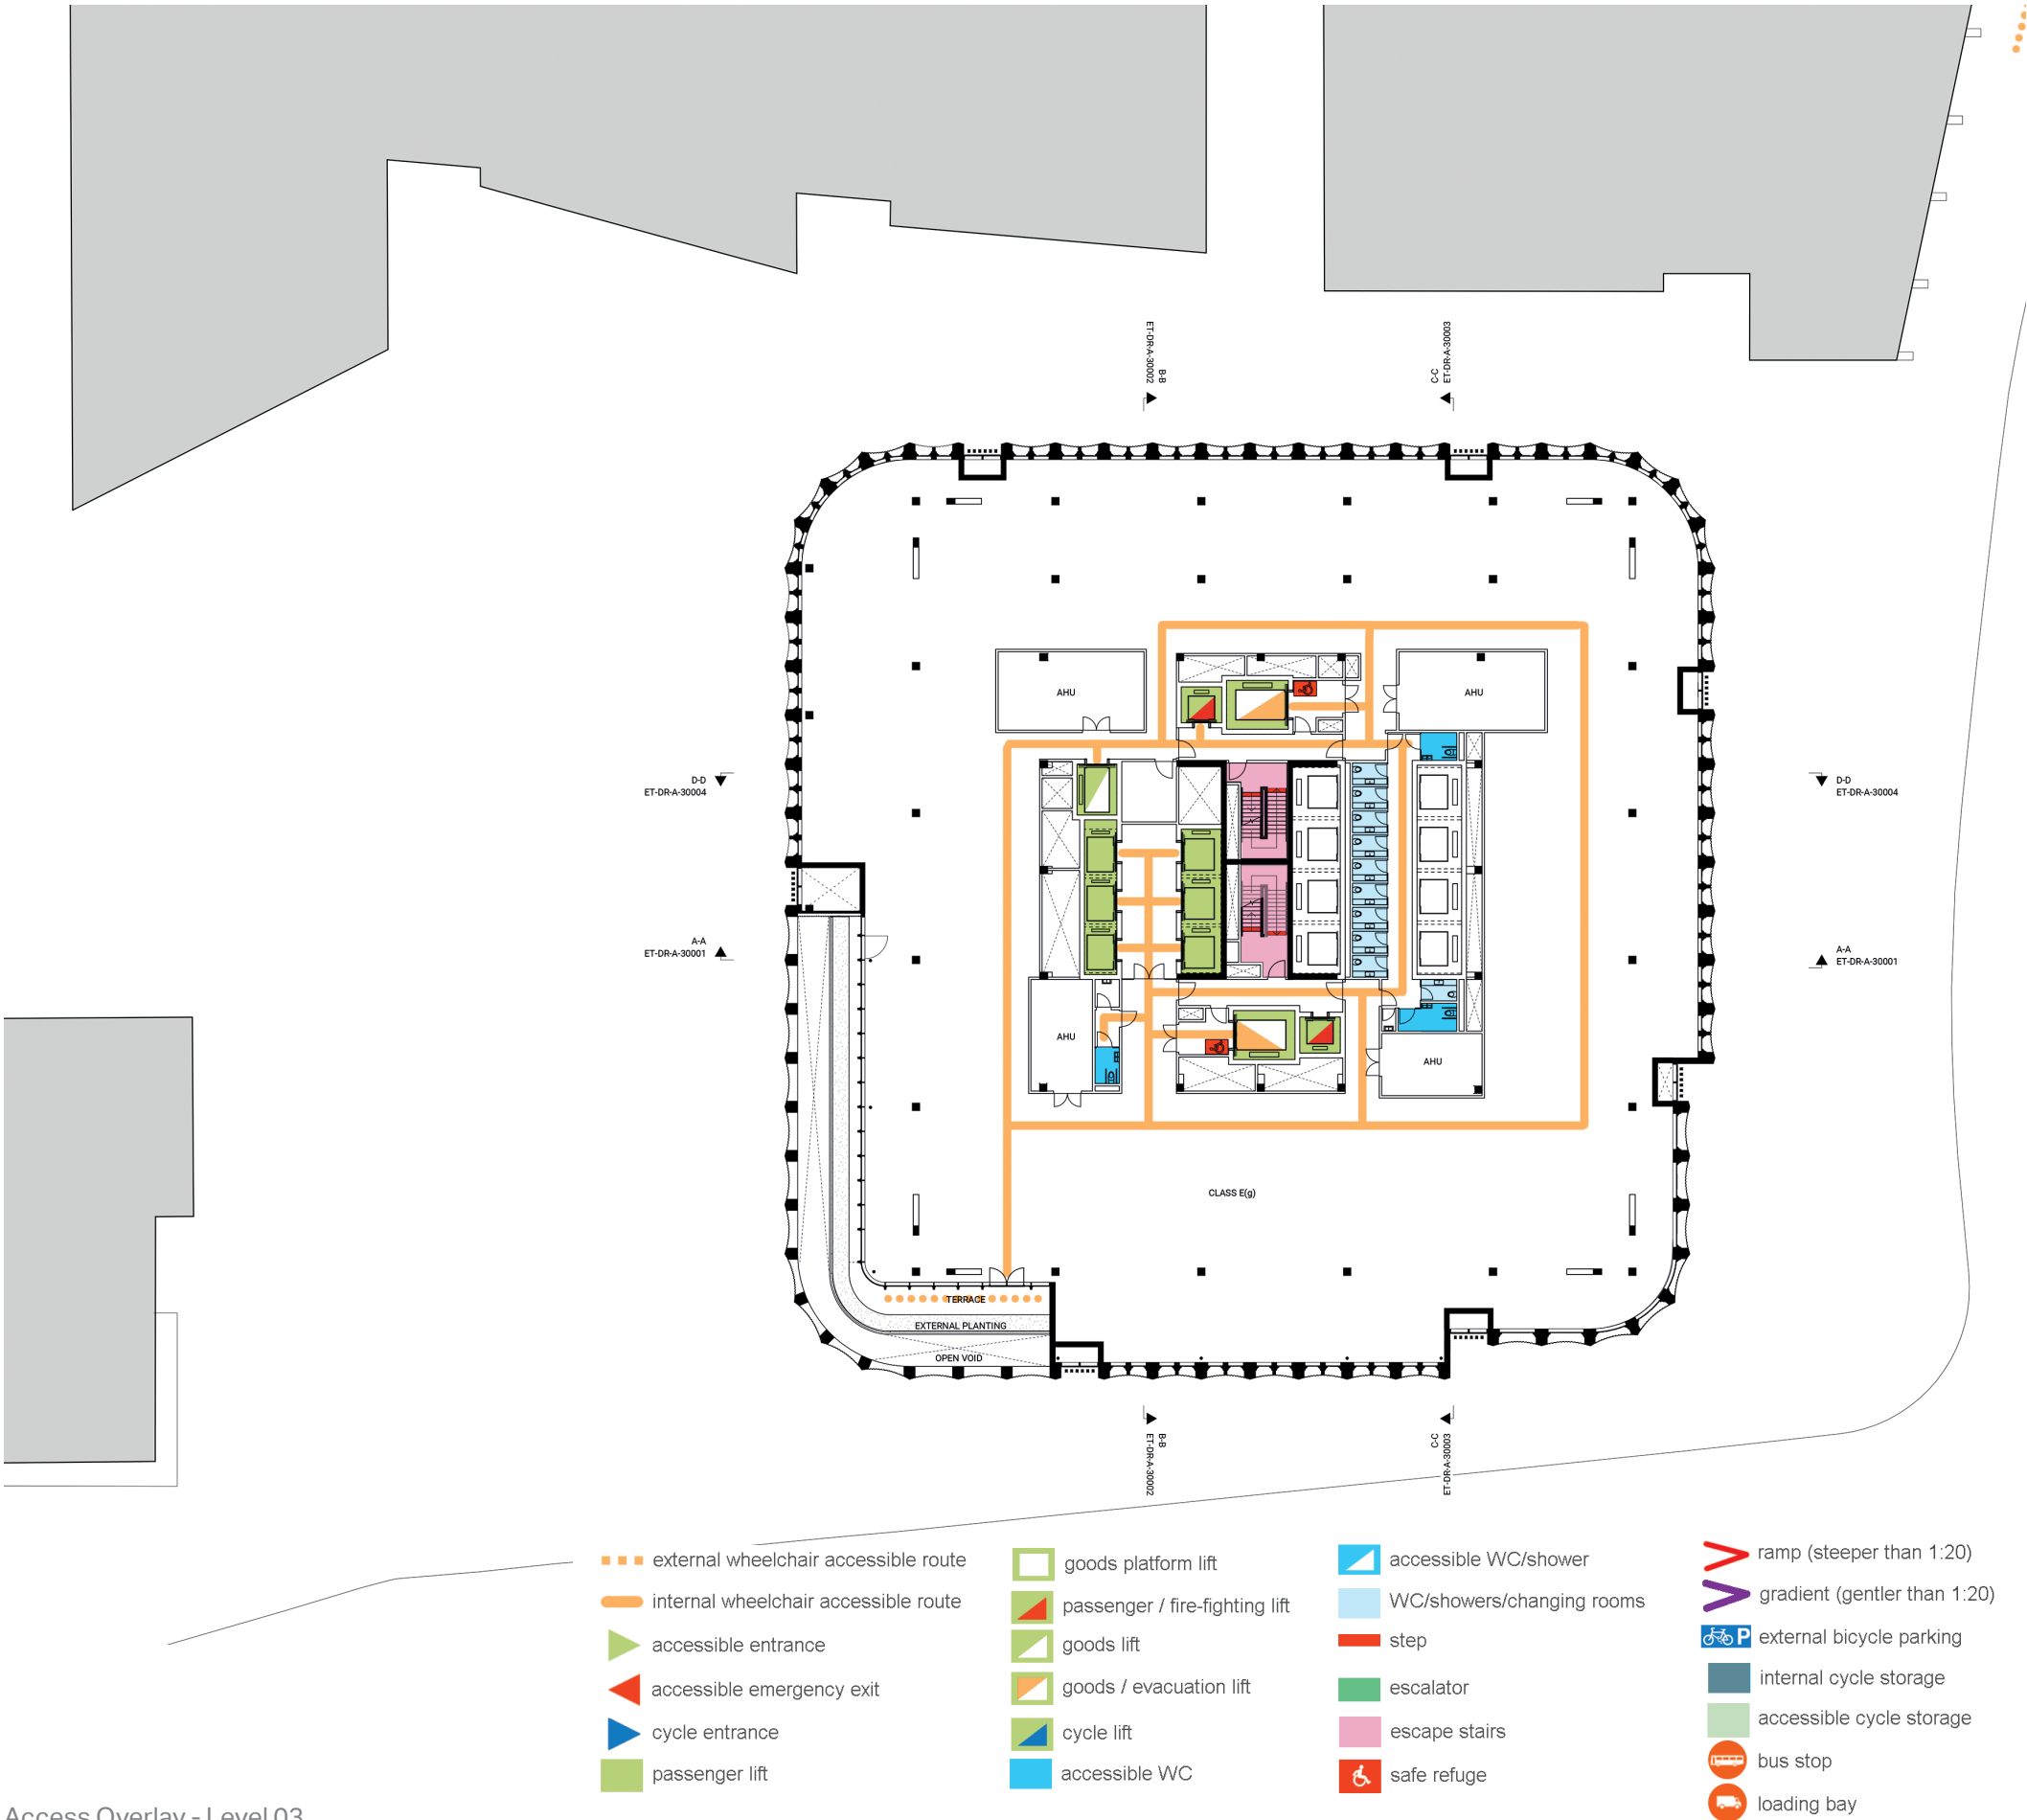 ET-DR-A-30002
B-B
C-C
ET-DR-A-30003
AHU
AHU
D-D
ET-DR-A-30004
D-D
ET-DR-A-30004
A-A
ET-DR-A-30001
A-A
ET-DR-A-30001
AHU
AHU
CLASS E(g)
TERRACE
EXTERNAL PLANTING
OPEN VOID
B-B
ET-DR-A-30002
C-C
ET-DR-A-30003
external wheelchair accessible route
internal wheelchair accessible route
accessible entrance
accessible emergency exit
cycle entrance
passenger lift
goods platform lift
passenger / fire-fighting lift
goods lift
goods / evacuation lift
cycle lift
accessible WC
accessible WC/shower
WC/showers/changing rooms
step
escalator
escape stairs
safe refuge
ramp (steeper than 1:20)
gradient (gentler than 1:20)
P
external bicycle parking
internal cycle storage
accessible cycle storage
bus stop
loading bay
Access Overlay - Level 03